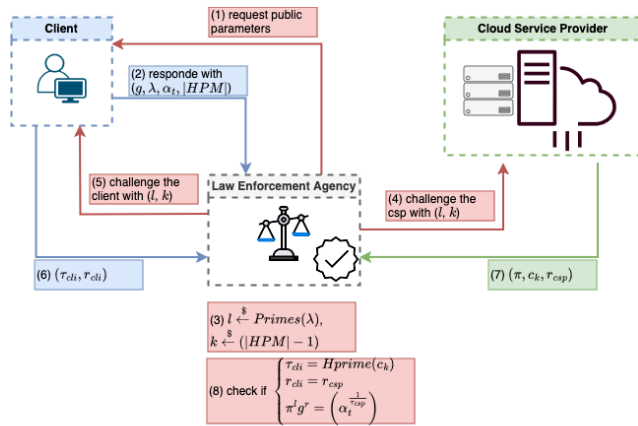 (1) request public
parameters
Client
Cloud Service Provider
(2) responde with
(g, λ, α_t, |HPM|)
(5) challenge the
client with (l, k)
Law Enforcement Agency
(4) challenge the
csp with (l, k)
(6) (τ_cli, r_cli)
(7) (π, c_k, r_csp)
(3) l ←$ Primes(λ),
k ←$ (|HPM| − 1)
(8) check if
τ_cli = Hprime(c_k)
r_cli = r_csp
π^l g^r = (α_t^(1/τ_csp))